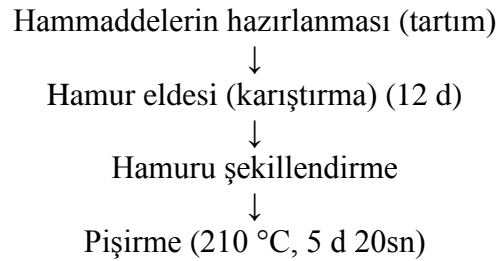 Hammaddelerin hazırlanması (tartım)
↓
Hamur eldesi (karıştırma) (12 d)
↓
Hamuru şekillendirme
↓
Pişirme (210 °C, 5 d 20sn)